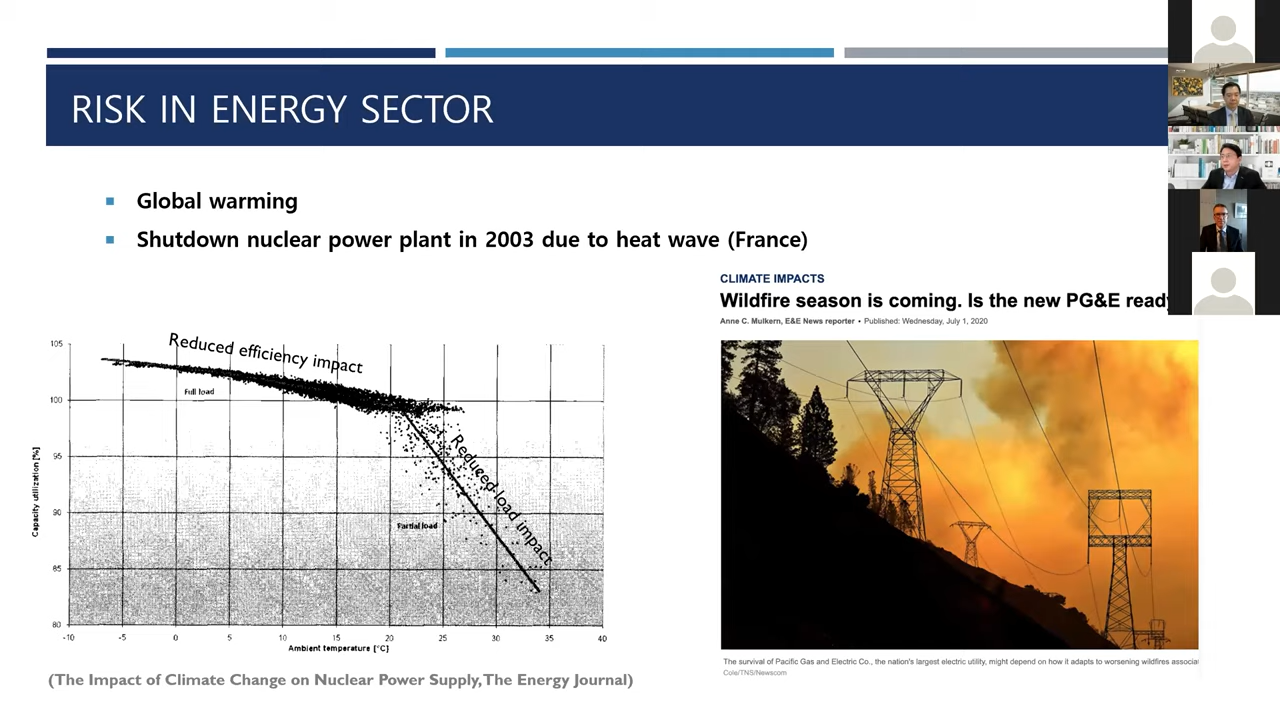 RISK IN ENERGY SECTOR
Global warming
Shutdown nuclear power plant in 2003 due to heat wave (France)
CLIMATE IMPACTS
Wildfire season is coming. Is the new PG&E ready
Anne C. Mulkern, E&E News reporter • Published: Wednesday, July 1, 2020
Reduced efficiency impact
Full load
Reduced load impact
Partial load
Capacity utilization [%]
105
100
95
90
85
80
-10 -5 0 5 10 15 20 25 30 35 40
Ambient temperature [°C]
The survival of Pacific Gas and Electric Co., the nation's largest electric utility, might depend on how it adapts to worsening wildfires associa
Cole/TNS/Newscom
(The Impact of Climate Change on Nuclear Power Supply, The Energy Journal)